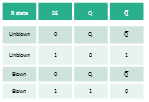 R state SE Q Q̅
Unblown 0 Q Q̅
Unblown 1 0 1
Blown 0 Q Q̅
Blown 1 1 0